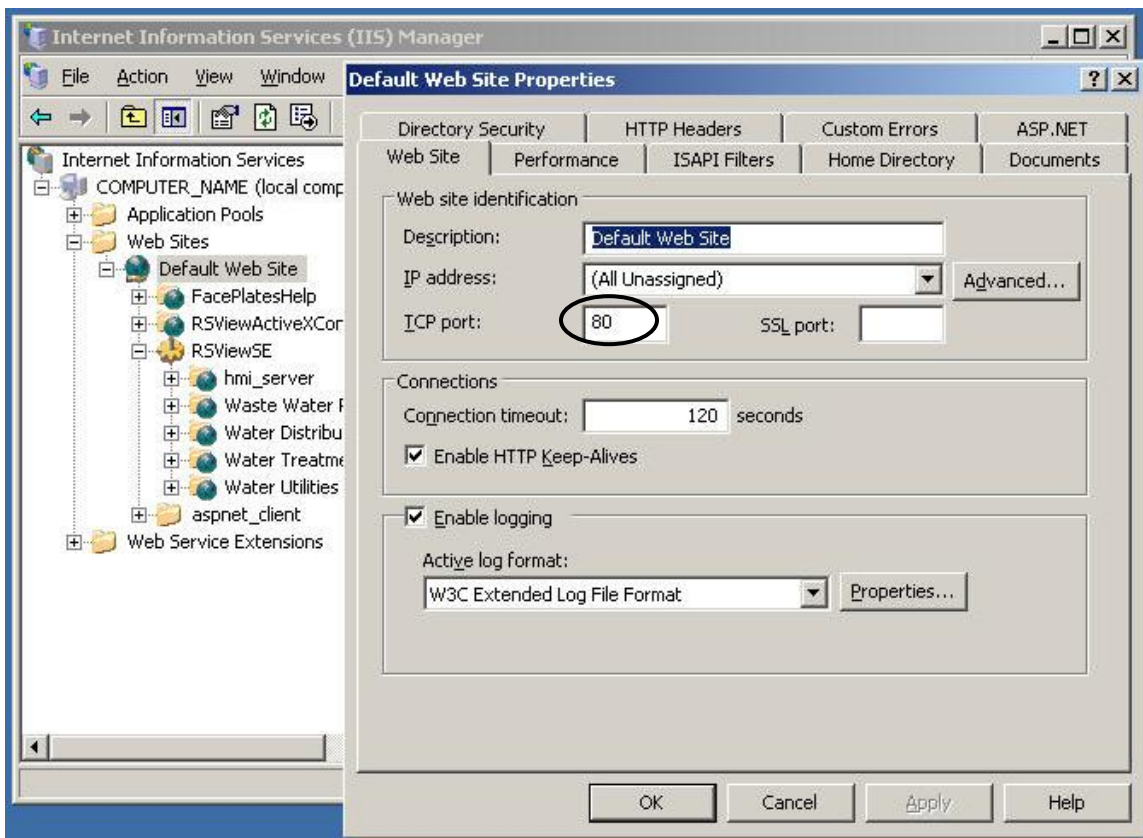 Internet Information Services (IIS) Manager
File Action View Window
Internet Information Services
COMPUTER_NAME (local comp
Application Pools
Web Sites
Default Web Site
FacePlatesHelp
RSViewActiveXCor
RSViewSE
hmi_server
Waste Water
Water Distribu
Water Treatme
Water Utilities
aspnet_client
Web Service Extensions
Default Web Site Properties
Directory Security HTTP Headers Custom Errors ASP.NET
Web Site Performance ISAPI Filters Home Directory Documents
Web site identification
Description: Default Web Site
IP address: (All Unassigned) Advanced...
TCP port: 80 SSL port:
Connections
Connection timeout: 120 seconds
Enable HTTP Keep-Alives
Enable logging
Active log format:
W3C Extended Log File Format Properties...
OK Cancel Apply Help